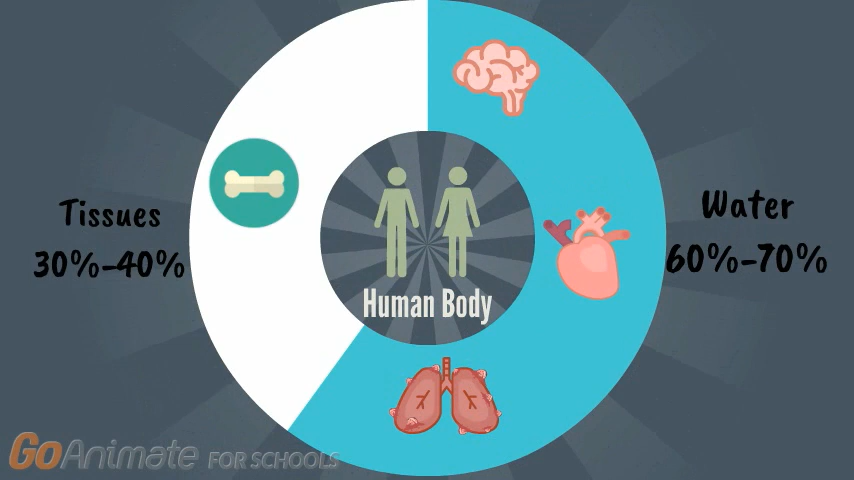 Tissues
30%-40%
Water
60%-70%
Human Body
GoAnimate FOR SCHOOLS